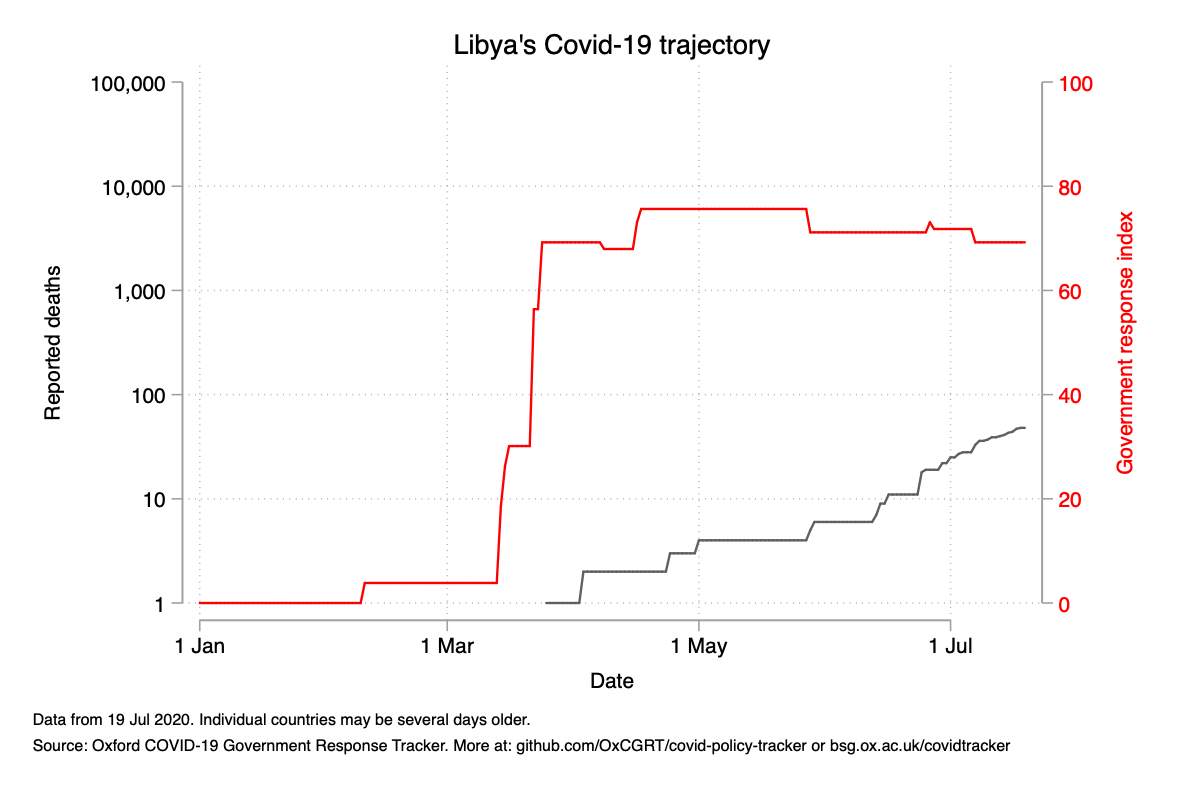 Libya's Covid-19 trajectory
100,000
10,000
1,000
100
10
1
Reported deaths
100
80
60
40
20
0
Government response index
1 Jan
1 Mar
1 May
1 Jul
Date
Data from 19 Jul 2020. Individual countries may be several days older.
Source: Oxford COVID-19 Government Response Tracker. More at: github.com/OxCGRT/covid-policy-tracker or bsg.ox.ac.uk/covidtracker